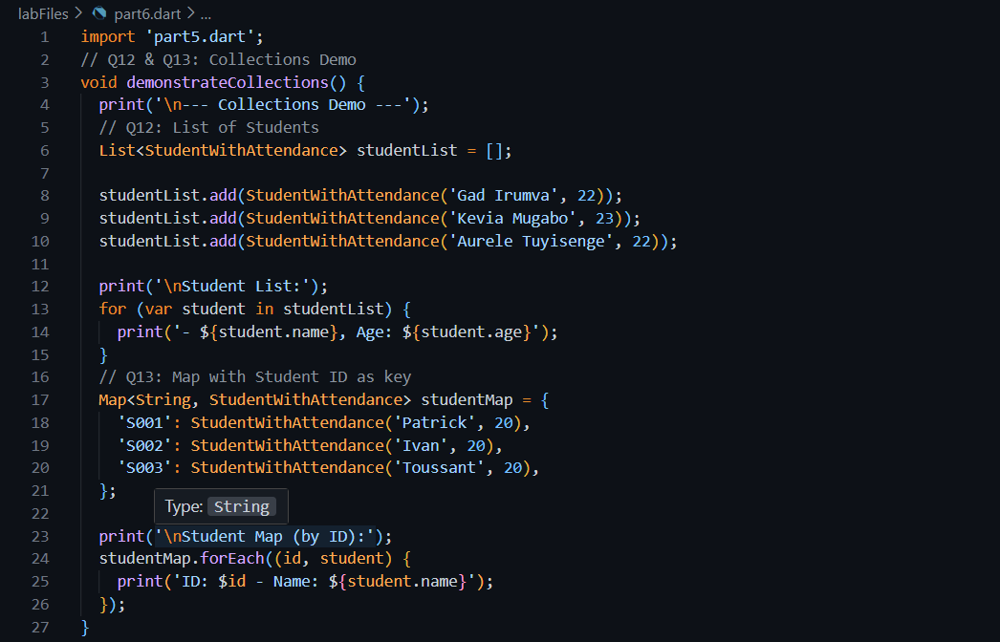 labFiles > part6.dart > ...
1 import 'part5.dart';
2 // Q12 & Q13: Collections Demo
3 void demonstrateCollections() {
4   print('\n--- Collections Demo ---');
5   // Q12: List of Students
6   List<StudentWithAttendance> studentList = [];
7
8   studentList.add(StudentWithAttendance('Gad Irumva', 22));
9   studentList.add(StudentWithAttendance('Kevia Mugabo', 23));
10   studentList.add(StudentWithAttendance('Aurele Tuyisenge', 22));
11
12   print('\nStudent List:');
13   for (var student in studentList) {
14     print('- ${student.name}, Age: ${student.age}');
15   }
16   // Q13: Map with Student ID as key
17   Map<String, StudentWithAttendance> studentMap = {
18     'S001': StudentWithAttendance('Patrick', 20),
19     'S002': StudentWithAttendance('Ivan', 20),
20     'S003': StudentWithAttendance('Toussant', 20),
21   };
22 Type: String
23   print('\nStudent Map (by ID):');
24   studentMap.forEach((id, student) {
25     print('ID: $id - Name: ${student.name}');
26   });
27 }